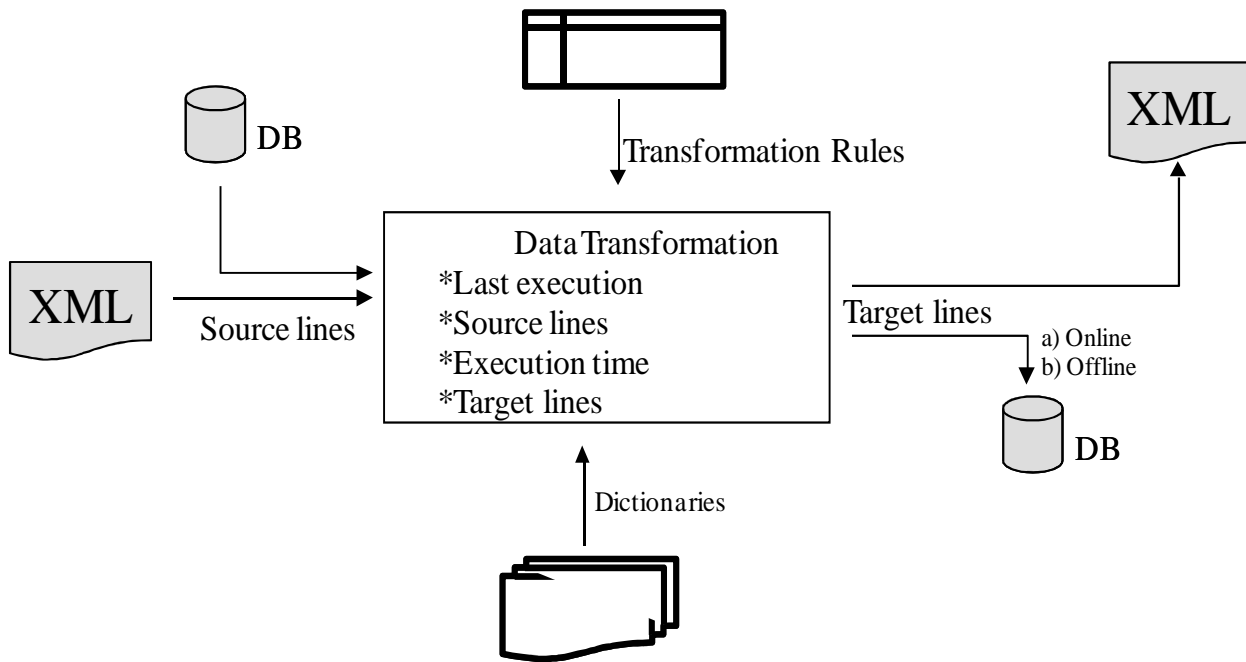 XML
DB
Transformation Rules
Data Transformation
*Last execution
*Source lines
*Execution time
*Target lines
XML
Source lines
Target lines
a) Online
b) Offline
DB
Dictionaries